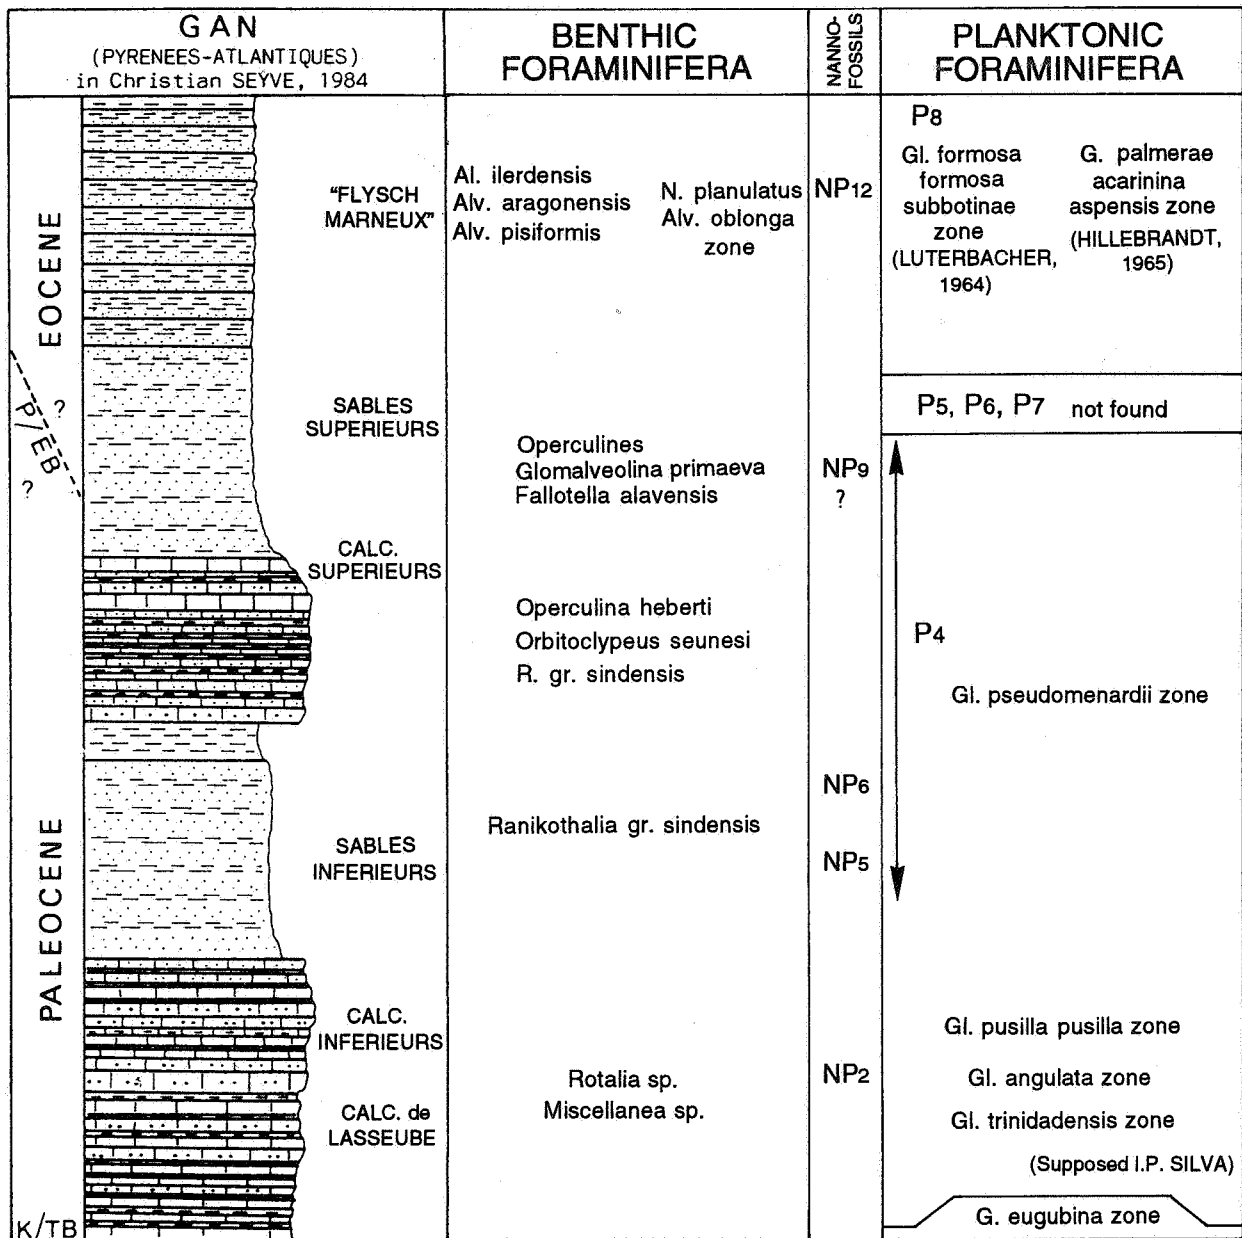 GAN
(PYRENEES-ATLANTIQUES)
in Christian SEYVE, 1984
BENTHIC
FORAMINIFERA
NANNO-
FOSSILS
PLANKTONIC
FORAMINIFERA
EOCENE
P/EB
?
?
PALEOCENE
K/TB
"FLYSCH
MARNEUX"
SABLES
SUPERIEURS
CALC.
SUPERIEURS
SABLES
INFERIEURS
CALC.
INFERIEURS
CALC. de
LASSEUBE
Al. ilerdensis
Alv. aragonensis
Alv. pisiformis
N. planulatus
Alv. oblonga
zone
Operculines
Glomalveolina primaeva
Fallotella alavensis
Operculina heberti
Orbitoclypeus seunesi
R. gr. sindensis
Ranikothalia gr. sindensis
Rotalia sp.
Miscellanea sp.
NP12
NP9
?
NP6
NP5
NP2
P8
Gl. formosa
formosa
subbotinae
zone
(LUTERBACHER,
1964)
G. palmerae
acarinina
aspensis zone
(HILLEBRANDT,
1965)
P5, P6, P7 not found
P4
Gl. pseudomenardii zone
Gl. pusilla pusilla zone
Gl. angulata zone
Gl. trinidadensis zone
(Supposed I.P. SILVA)
G. eugubina zone